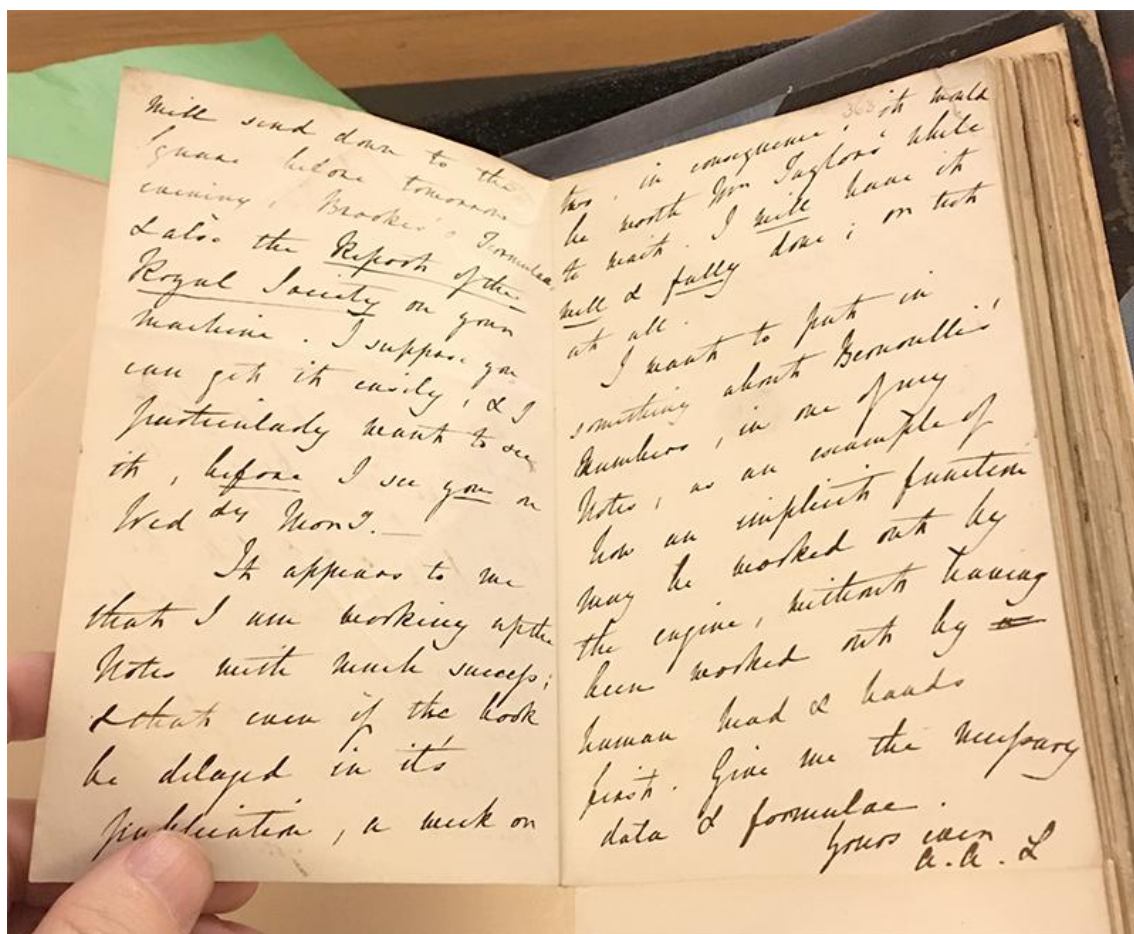 will send down to the
Square before tomorrow
evening, Brooke's Formulae
& also the Report of the
Royal Society on your
machine. I suppose you
can get it easily, & I
particularly want to see
it, before I see you on
Wed dy Morng.
It appears to me
that I am working up the
Notes with much success;
& that even if the book
be delayed in it's
publication, a week or
363
two, in consequence, it would
be worth Mr Taylor's while
to wait. I will have it
well & fully done; or not
at all.
I want to put in
something about Bernoulli's
Numbers, in one of my
Notes, as an example of
how an implicit function
may be worked out by
the engine, without having
been worked out by
human head & hands
first. Give me the necessary
data & formulae.
Yours ever
A.A.L